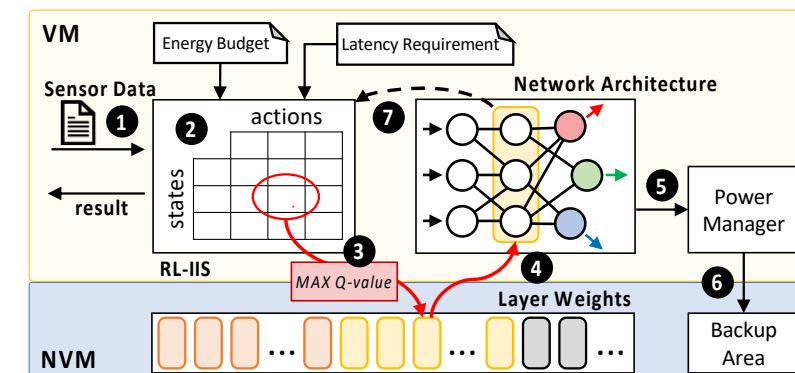 VM
Energy Budget
Latency Requirement
Sensor Data
Network Architecture
1
2
actions
7
states
result
5
Power
Manager
3
RL-IIS
MAX Q-value
4
6
Layer Weights
NVM
...
...
...
Backup
Area